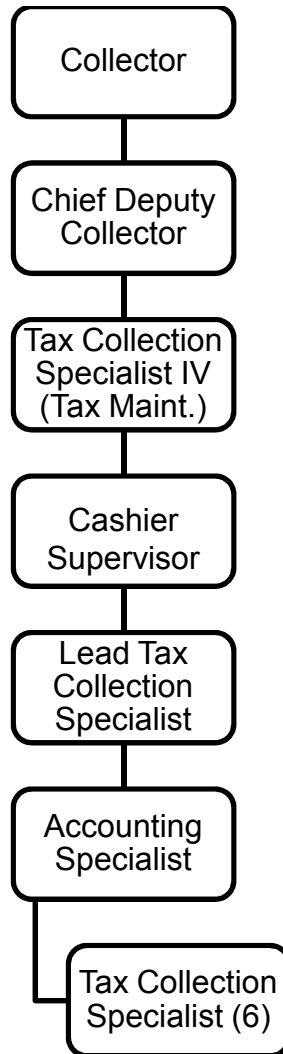 Collector
Chief Deputy
Collector
Tax Collection
Specialist IV
(Tax Maint.)
Cashier
Supervisor
Lead Tax
Collection
Specialist
Accounting
Specialist
Tax Collection
Specialist (6)